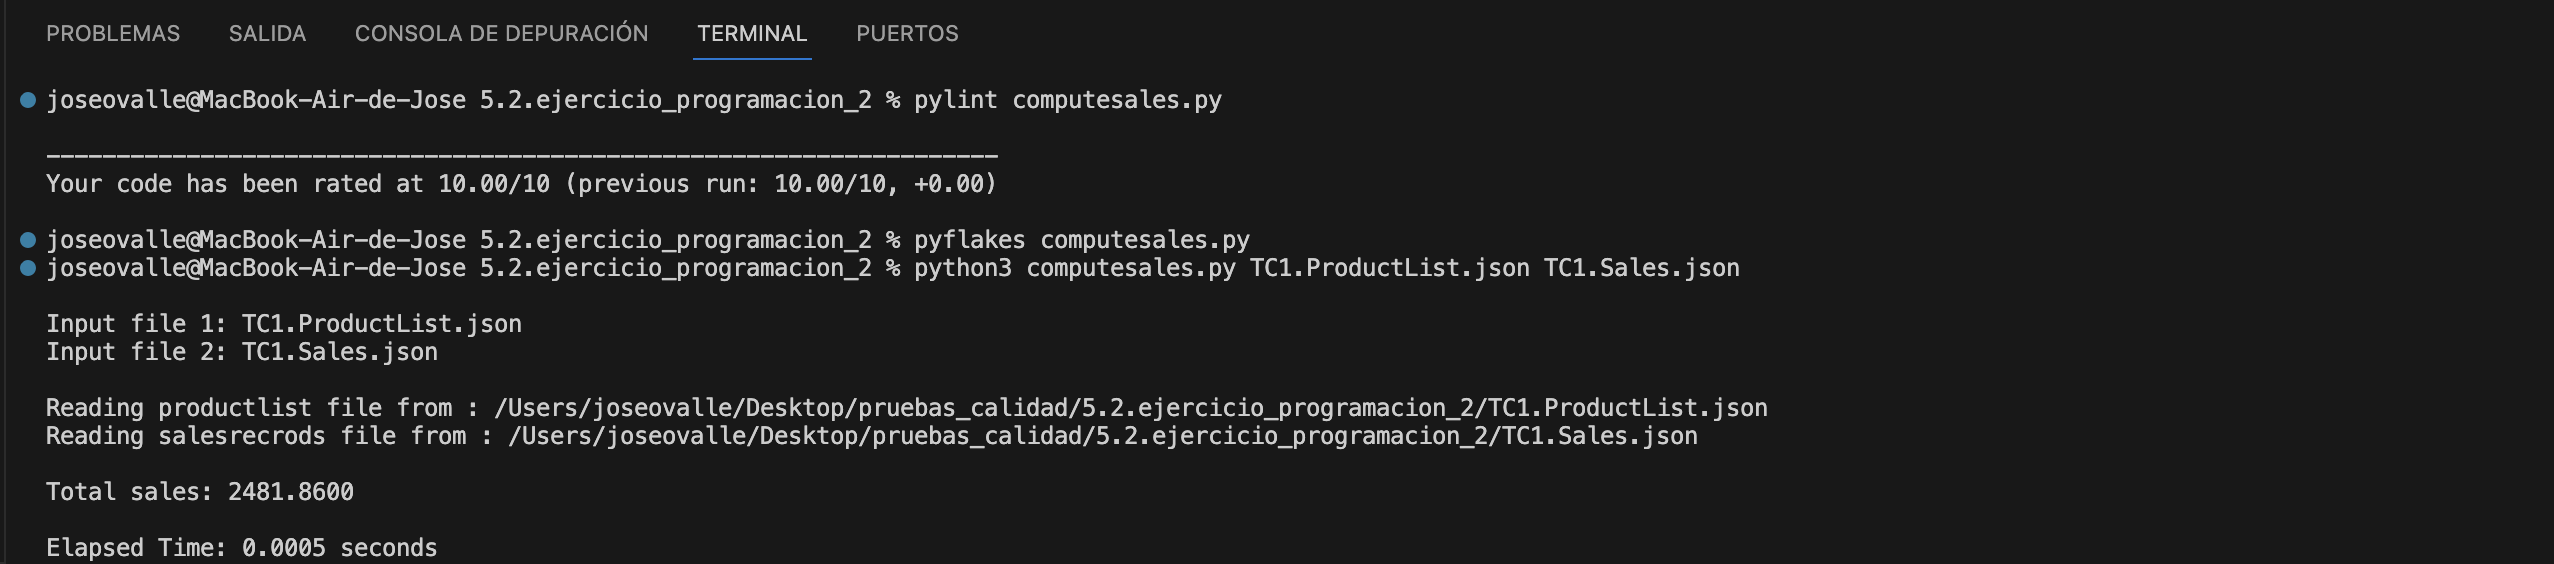 PROBLEMAS SALIDA CONSOLA DE DEPURACIÓN TERMINAL PUERTOS
joseovalle@MacBook-Air-de-Jose 5.2.ejercicio_programacion_2 % pylint computesales.py
--------------------------------------------------------------------
Your code has been rated at 10.00/10 (previous run: 10.00/10, +0.00)
joseovalle@MacBook-Air-de-Jose 5.2.ejercicio_programacion_2 % pyflakes computesales.py
joseovalle@MacBook-Air-de-Jose 5.2.ejercicio_programacion_2 % python3 computesales.py TC1.ProductList.json TC1.Sales.json
Input file 1: TC1.ProductList.json
Input file 2: TC1.Sales.json
Reading productlist file from : /Users/joseovalle/Desktop/pruebas_calidad/5.2.ejercicio_programacion_2/TC1.ProductList.json
Reading salesrecrods file from : /Users/joseovalle/Desktop/pruebas_calidad/5.2.ejercicio_programacion_2/TC1.Sales.json
Total sales: 2481.8600
Elapsed Time: 0.0005 seconds